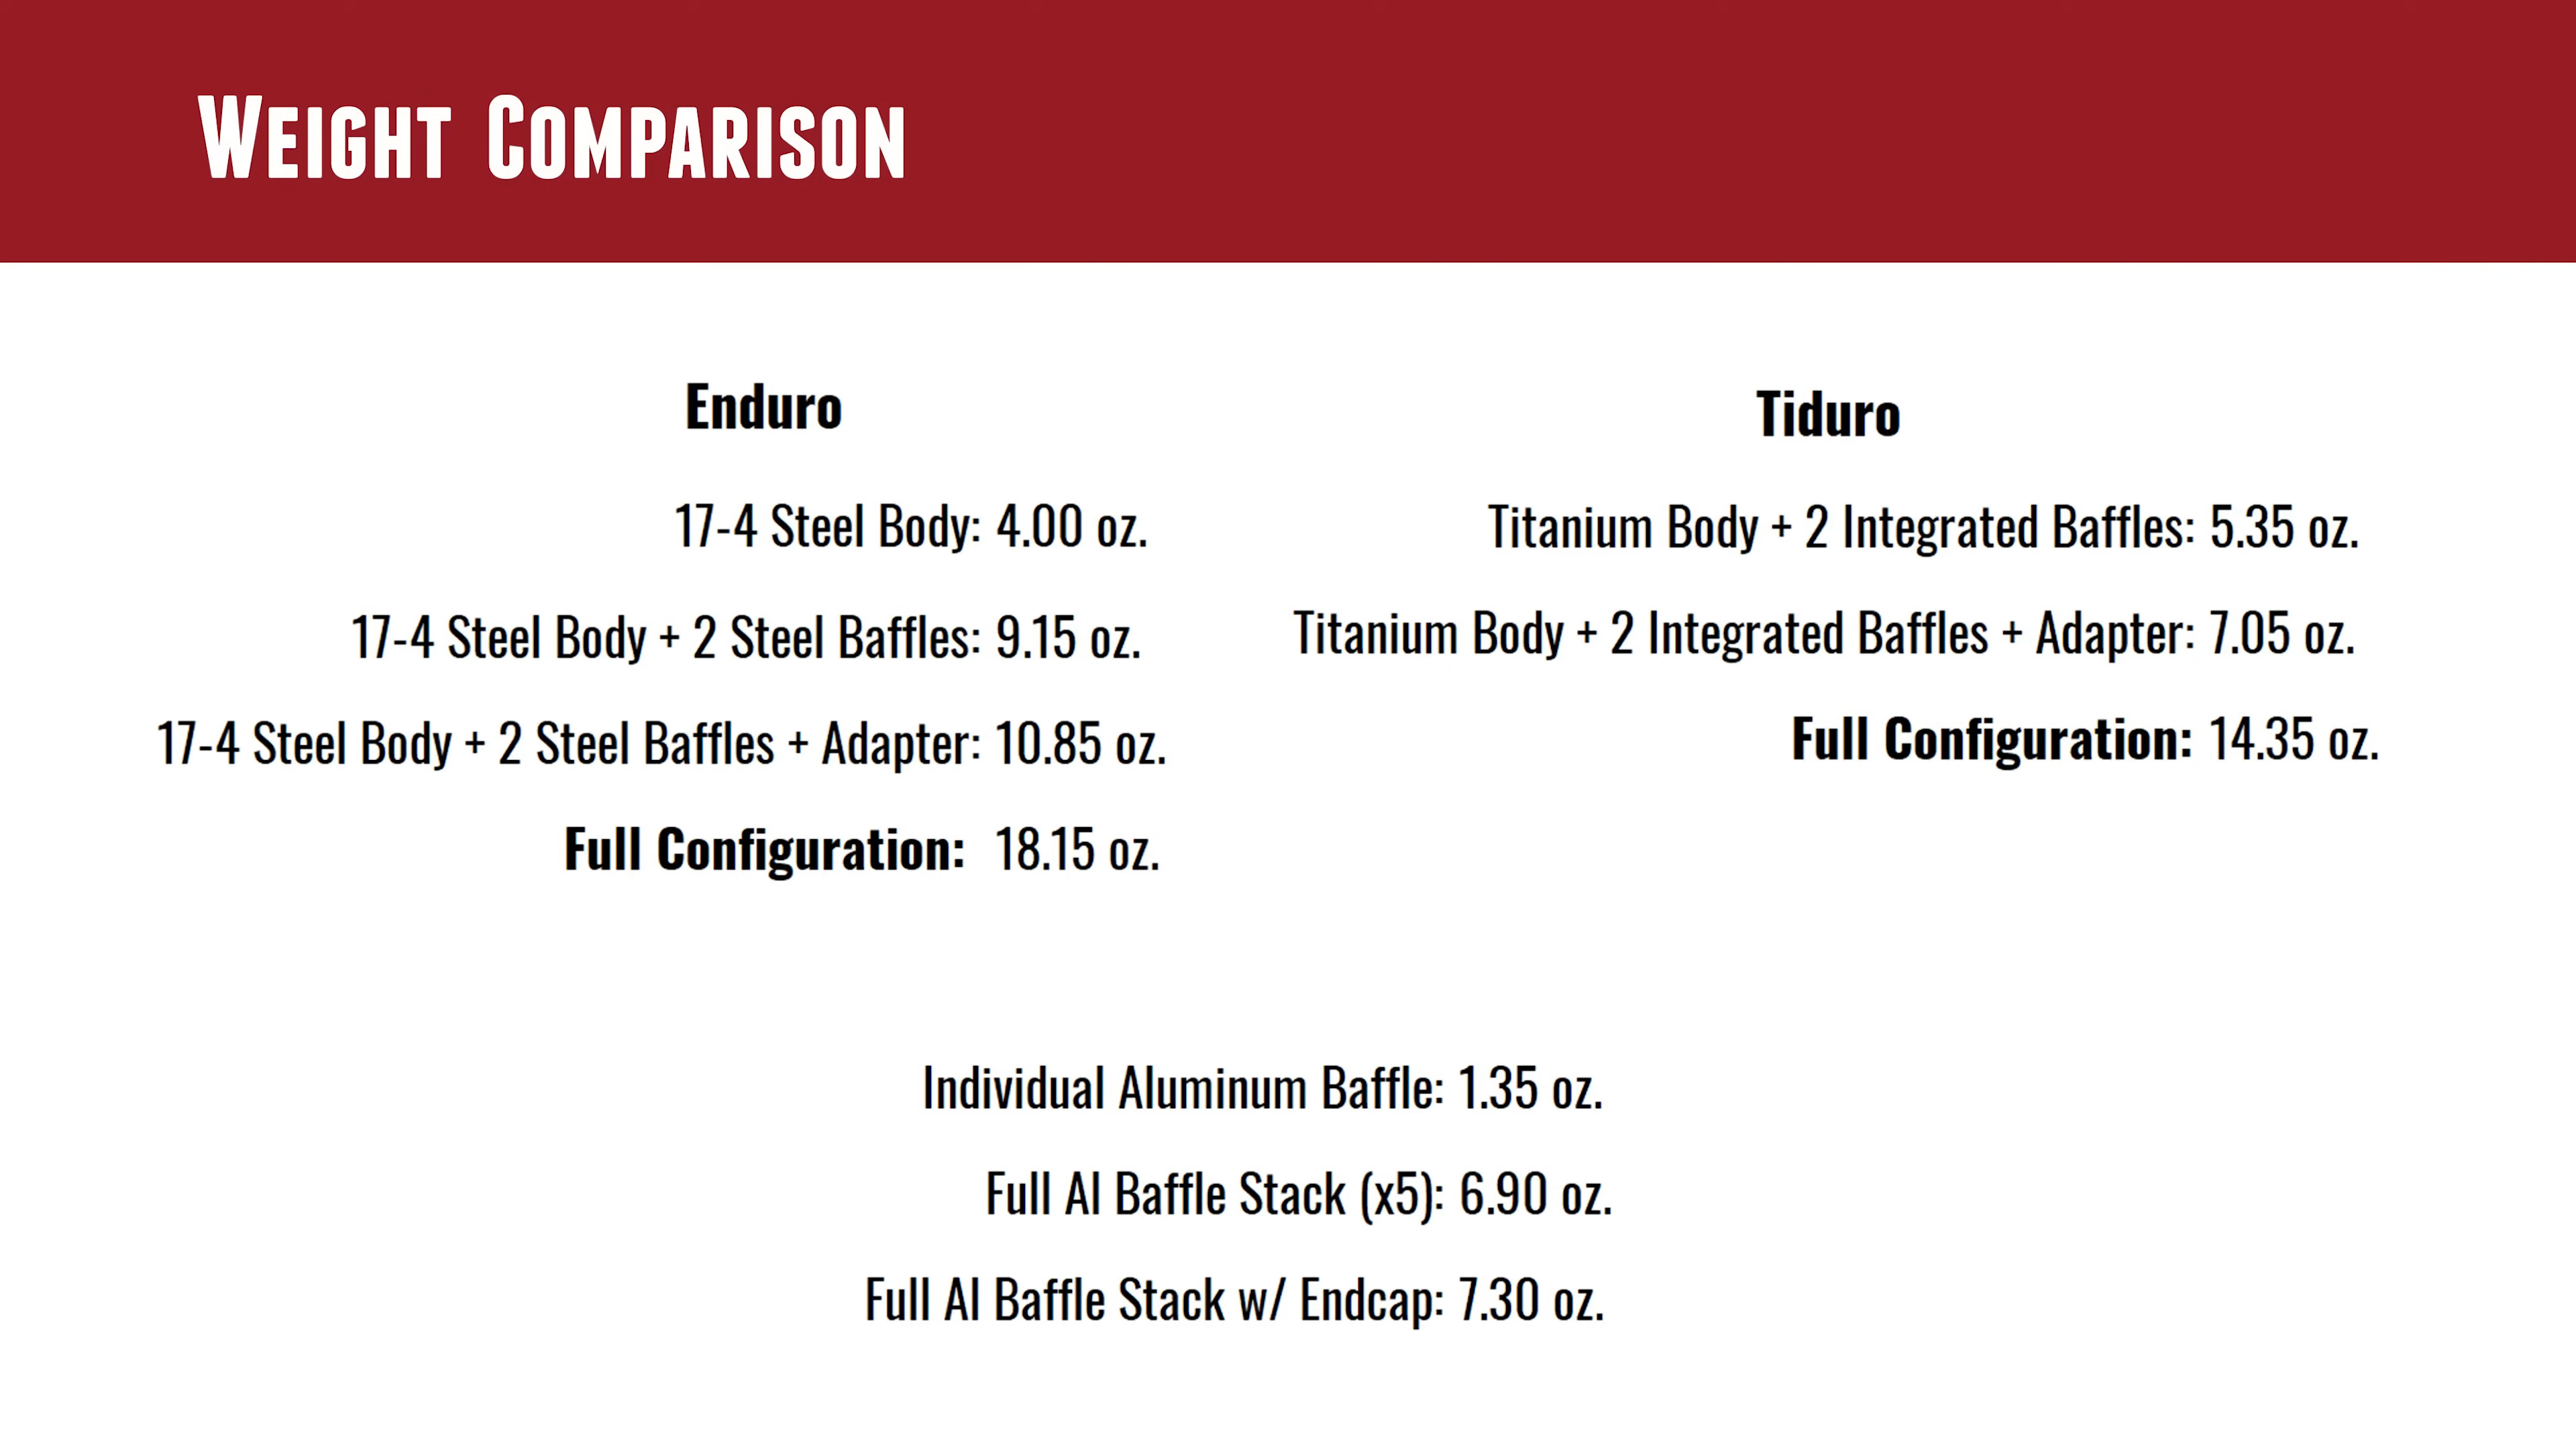 Weight Comparison
Enduro
17-4 Steel Body: 4.00 oz.
17-4 Steel Body + 2 Steel Baffles: 9.15 oz.
17-4 Steel Body + 2 Steel Baffles + Adapter: 10.85 oz.
Full Configuration: 18.15 oz.
Tiduro
Titanium Body + 2 Integrated Baffles: 5.35 oz.
Titanium Body + 2 Integrated Baffles + Adapter: 7.05 oz.
Full Configuration: 14.35 oz.
Individual Aluminum Baffle: 1.35 oz.
Full Al Baffle Stack (x5): 6.90 oz.
Full Al Baffle Stack w/ Endcap: 7.30 oz.